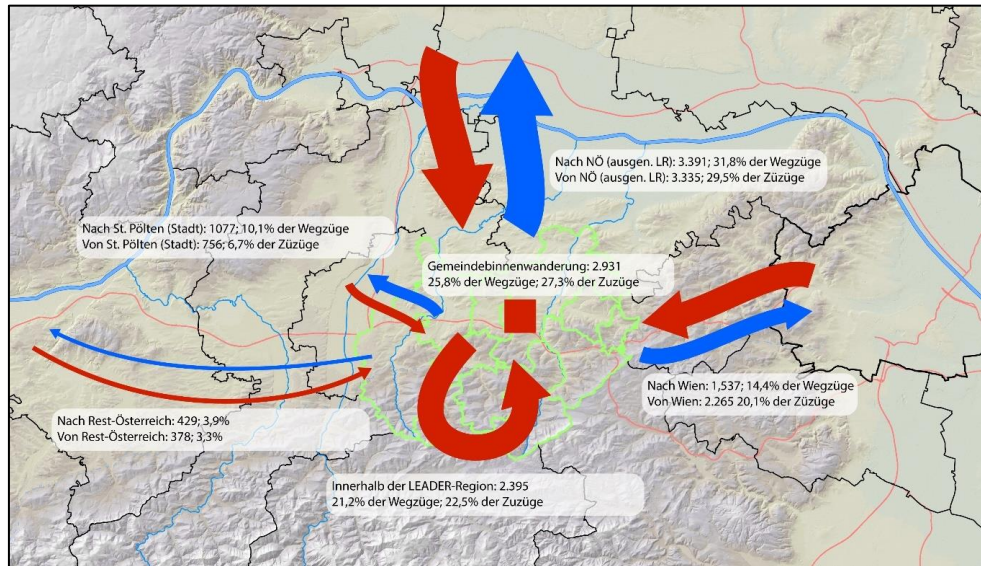 Nach NÖ (ausgen. LR): 3.391; 31,8% der Wegzüge
Von NÖ (ausgen. LR): 3.335; 29,5% der Züzüge
Nach St. Pölten (Stadt): 1077; 10,1% der Wegzüge
Von St. Pölten (Stadt): 756; 6,7% der Züzüge
Gemeindebinnenwanderung: 2.931
25,8% der Wegzüge; 27,3% der Zuzüge
Nach Wien: 1,537; 14,4% der Wegzüge
Von Wien: 2.265 20,1% der Züzüge
Nach Rest-Österreich: 429; 3,9%
Von Rest-Österreich: 378; 3,3%
Innerhalb der LEADER-Region: 2.395
21,2% der Wegzüge; 22,5% der Zuzüge